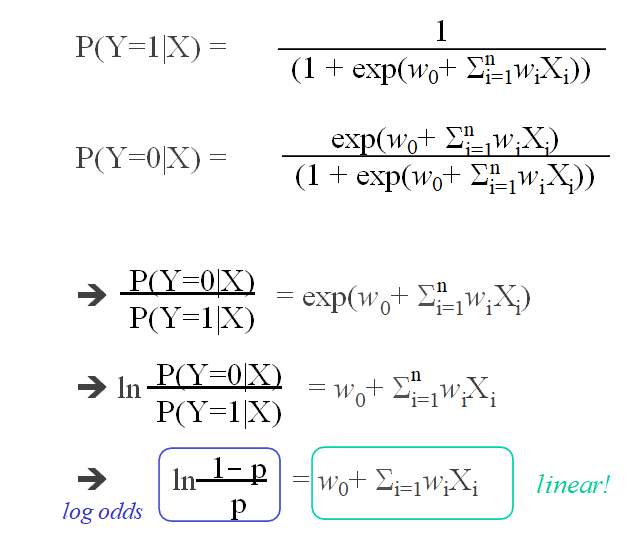 P(Y=1|X) = 1 / (1 + exp(w₀+ Σⁿᵢ₌₁wᵢXᵢ))
P(Y=0|X) = exp(w₀+ Σⁿᵢ₌₁wᵢXᵢ) / (1 + exp(w₀+ Σⁿᵢ₌₁wᵢXᵢ))
➔ P(Y=0|X) / P(Y=1|X) = exp(w₀+ Σⁿᵢ₌₁wᵢXᵢ)
➔ ln P(Y=0|X) / P(Y=1|X) = w₀+ Σⁿᵢ₌₁wᵢXᵢ
➔ ln 1– p / p = w₀+ Σᵢ₌₁wᵢXᵢ linear!
log odds